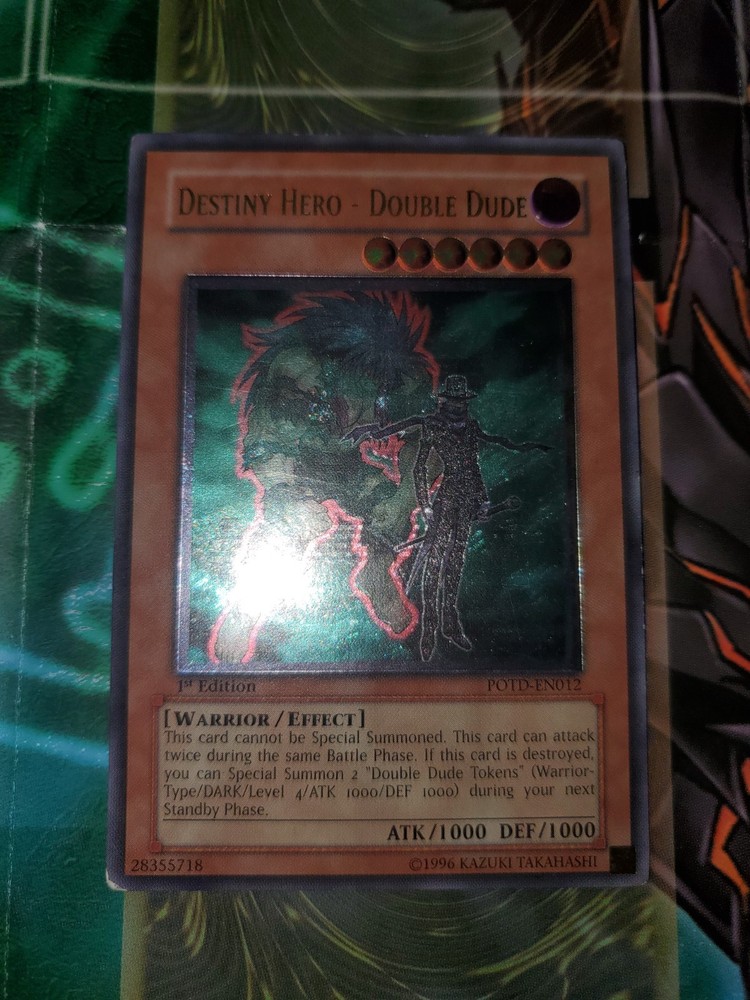 DESTINY HERO - DOUBLE DUDE
1st Edition
POTD-EN012
[WARRIOR/EFFECT]
This card cannot be Special Summoned. This card can attack
twice during the same Battle Phase. If this card is destroyed,
you can Special Summon 2 "Double Dude Tokens" (Warrior-
Type/DARK/Level 4/ATK 1000/DEF 1000) during your next
Standby Phase.
ATK/1000 DEF/1000
28355718
©1996 KAZUKI TAKAHASHI